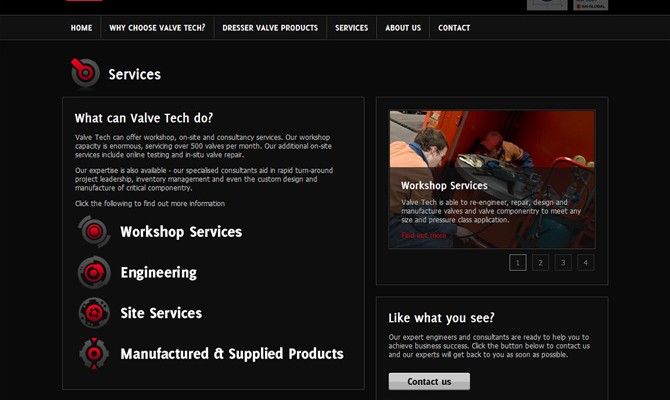 HOME
WHY CHOOSE VALVE TECH?
DRESSER VALVE PRODUCTS
SERVICES
ABOUT US
CONTACT
Services
What can Valve Tech do?
Valve Tech can offer workshop, on-site and consultancy services. Our workshop
capacity is enormous, servicing over 500 valves per month. Our additional on-site
services include online testing and in-situ valve repair.
Our expertise is also available - our specialised consultants aid in rapid turn-around
project leadership, inventory management and even the custom design and
manufacture of critical componentry.
Click the following to find out more information
Workshop Services
Engineering
Site Services
Manufactured & Supplied Products
Workshop Services
Valve Tech is able to re-engineer, repair, design and
manufacture valves and valve componentry to meet any
size and pressure class application.
Find out more
1 2 3 4
Like what you see?
Our expert engineers and consultants are ready to help you to
achieve business success. Click the button below to contact us
and our experts will get back to you as soon as possible.
Contact us